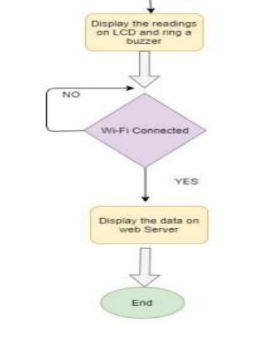 Display the readings
on LCD and ring a
buzzer
NO
Wi-Fi Connected
YES
Display the data on
web Server
End